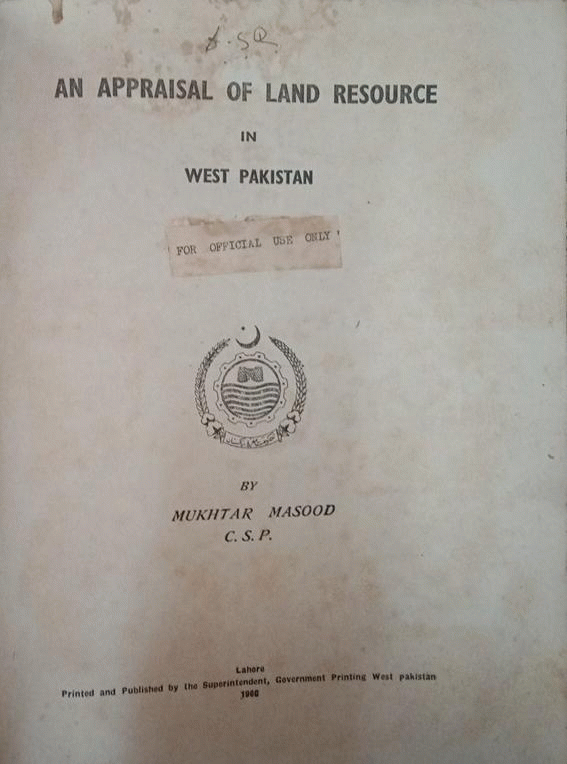 AN APPRAISAL OF LAND RESOURCE
IN
WEST PAKISTAN
'FOR OFFICIAL USE ONLY'
BY
MUKHTAR MASOOD
C. S. P.
Lahore
Printed and Published by the Superintendent, Government Printing West pakistan